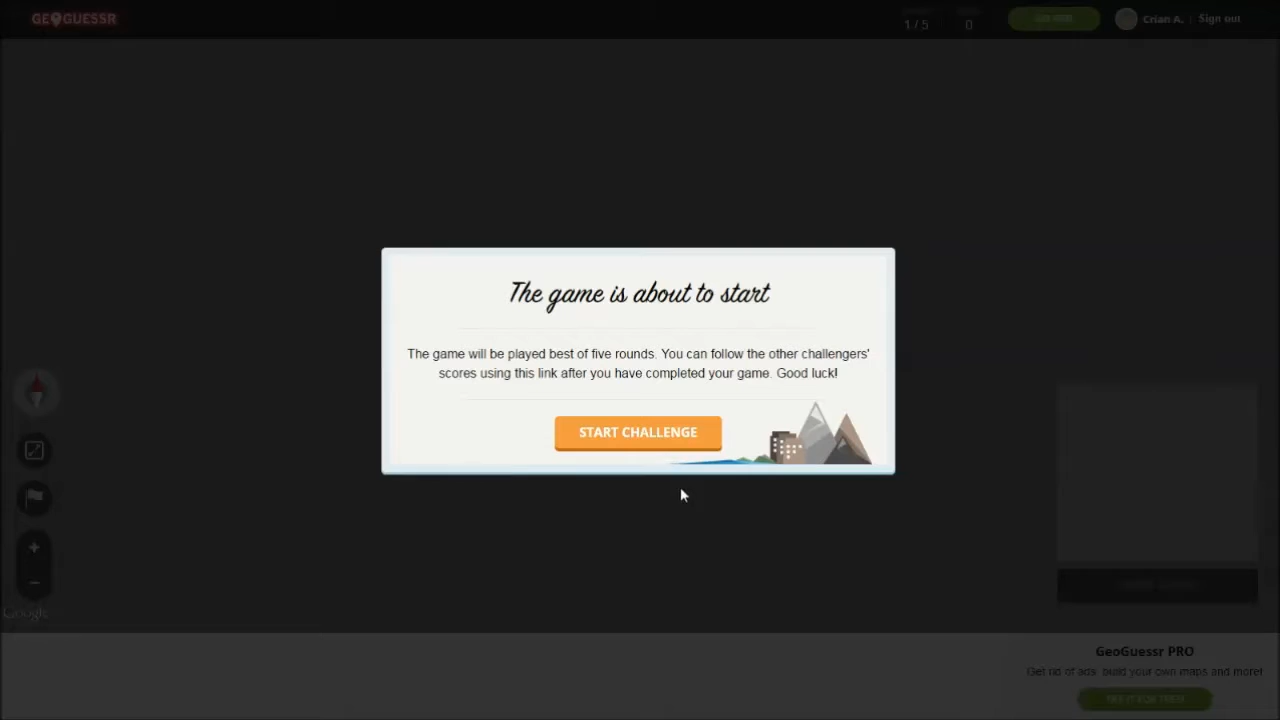 GEOGUESSR
1 / 5
0
Crian A. | Sign out
The game is about to start
The game will be played best of five rounds. You can follow the other challengers'
scores using this link after you have completed your game. Good luck!
START CHALLENGE
+
−
Google
GeoGuessr PRO
Get rid of ads, build your own maps and more!